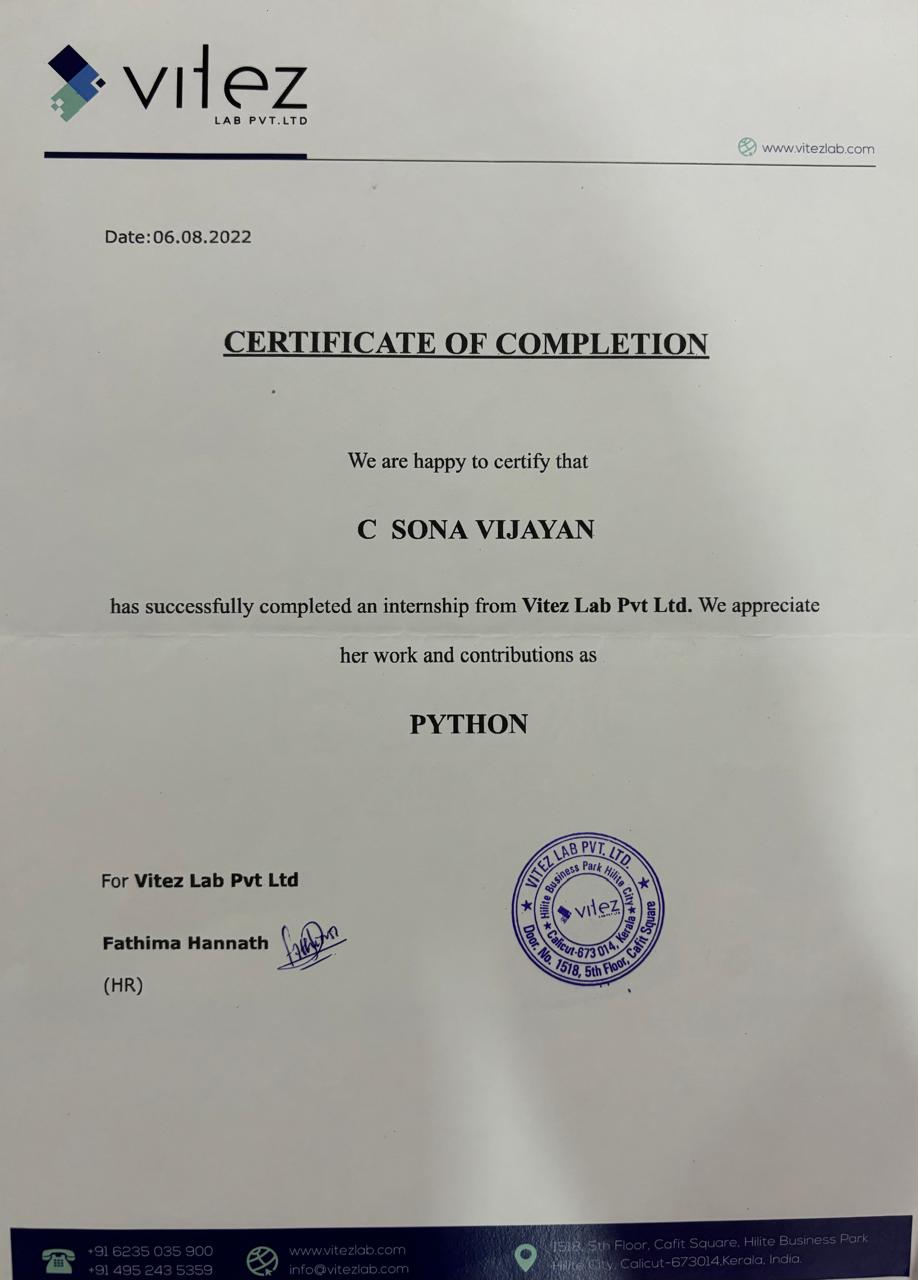 vitez
LAB PVT.LTD
www.vitezlab.com
Date:06.08.2022
CERTIFICATE OF COMPLETION
We are happy to certify that
C SONA VIJAYAN
has successfully completed an internship from Vitez Lab Pvt Ltd. We appreciate
her work and contributions as
PYTHON
For Vitez Lab Pvt Ltd
Fathima Hannath
(HR)
VITEZ LAB PVT. LTD.
Door. No. 1518, 5th Floor, Cafit Square
Hilite Business Park Hilite City
Calicut-673 014, Kerala
vitez
+91 6235 035 900
+91 495 243 5359
www.vitezlab.com
info@vitezlab.com
1518, 5th Floor, Cafit Square, Hilite Business Park
Hilite City, Calicut-673014,Kerala, India.